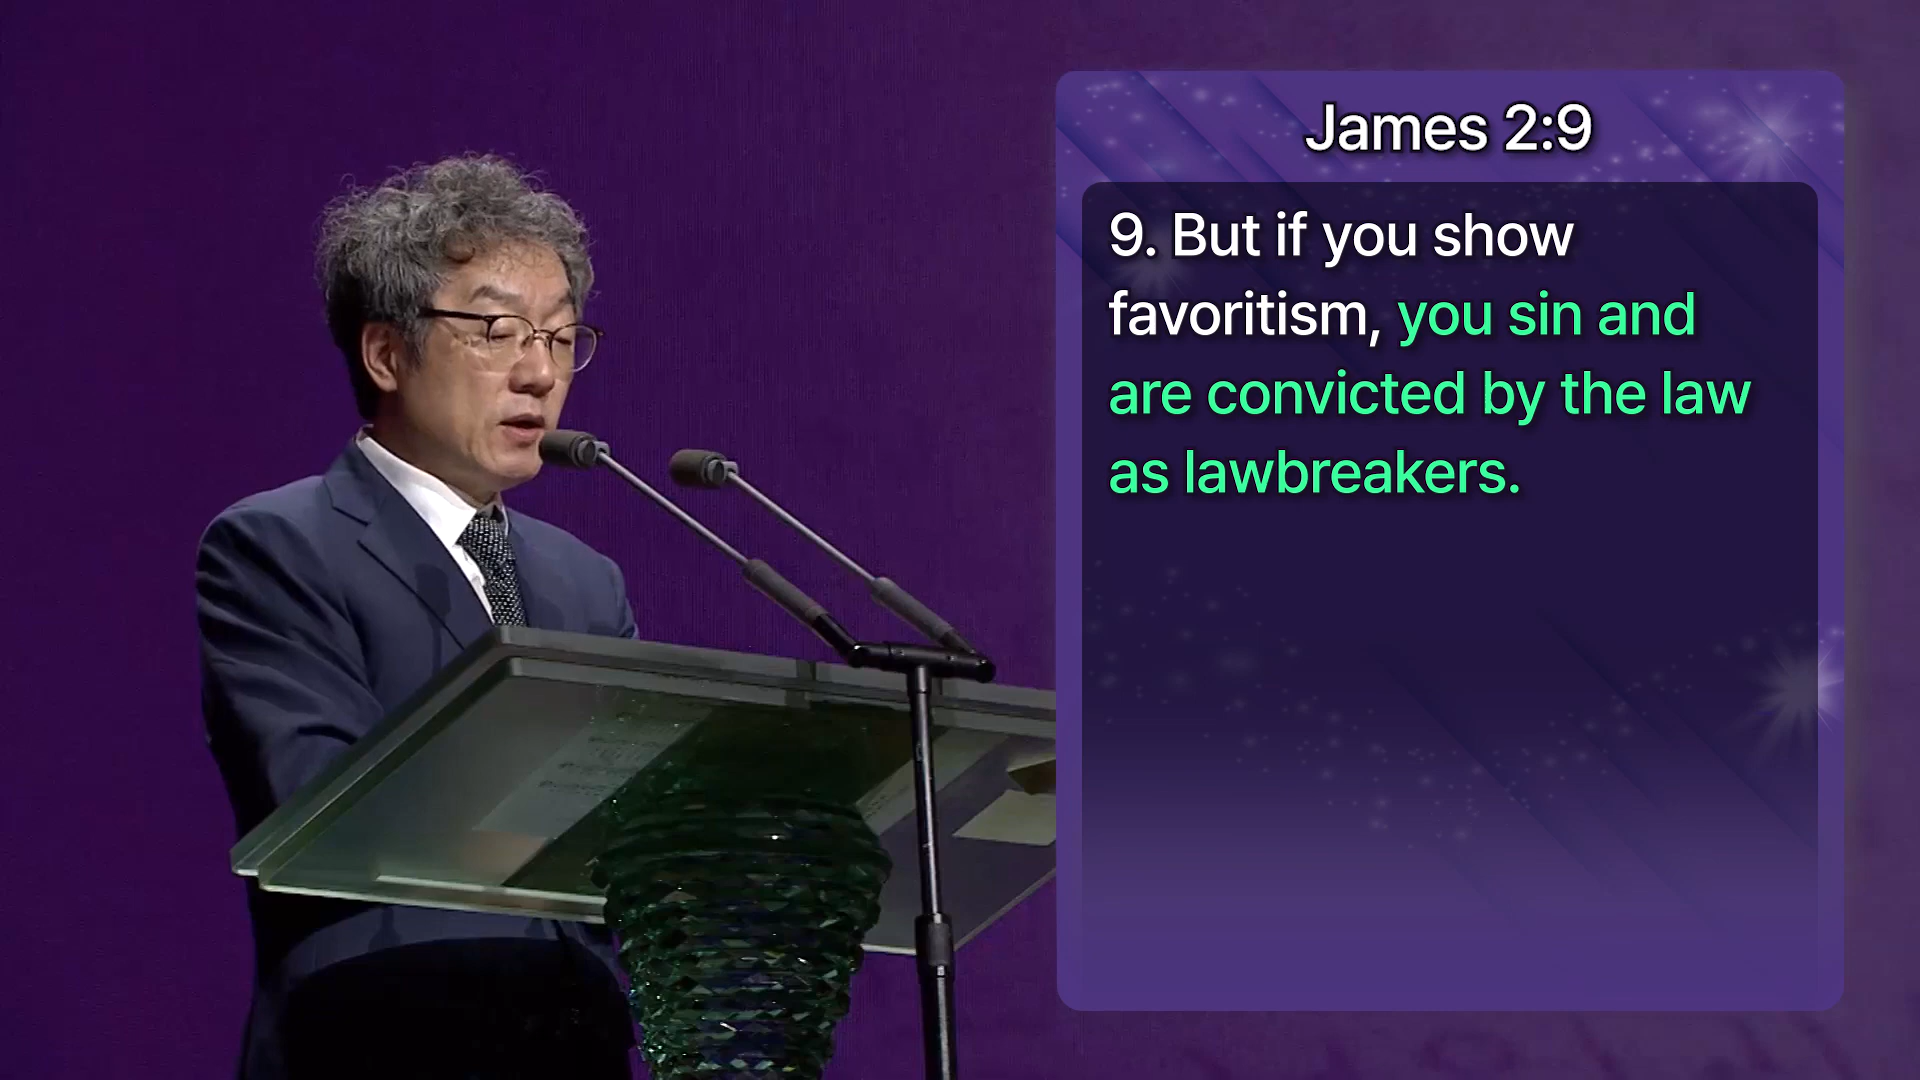 James 2:9
9. But if you show
favoritism, you sin and
are convicted by the law
as lawbreakers.